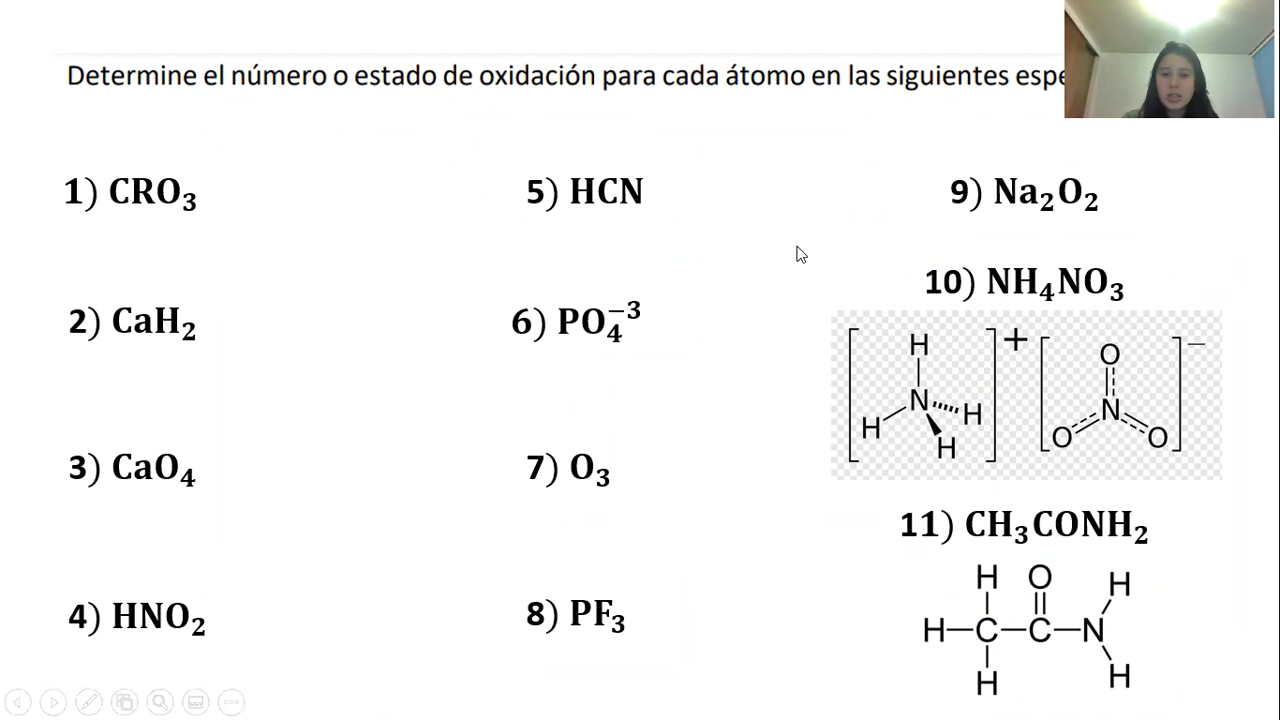 Determine el número o estado de oxidación para cada átomo en las siguientes
1) CRO₃
5) HCN
9) Na₂O₂
2) CaH₂
6) PO₄⁻³
10) NH₄NO₃
H
H
N
H
H
+
O
N
O
O
−
3) CaO₄
7) O₃
11) CH₃CONH₂
4) HNO₂
8) PF₃
H O H
H−C−C−N
H H